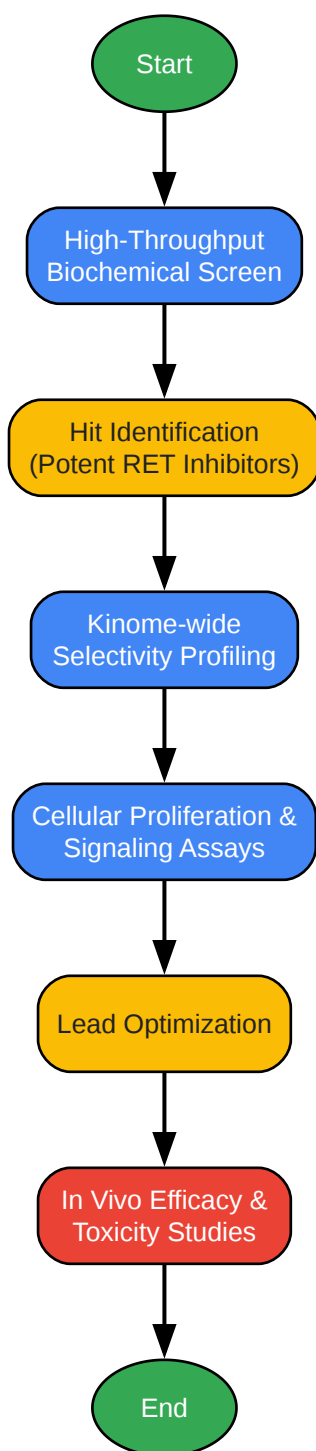 Start
High-Throughput
Biochemical Screen
Hit Identification
(Potent RET Inhibitors)
Kinome-wide
Selectivity Profiling
Cellular Proliferation &
Signaling Assays
Lead Optimization
In Vivo Efficacy &
Toxicity Studies
End